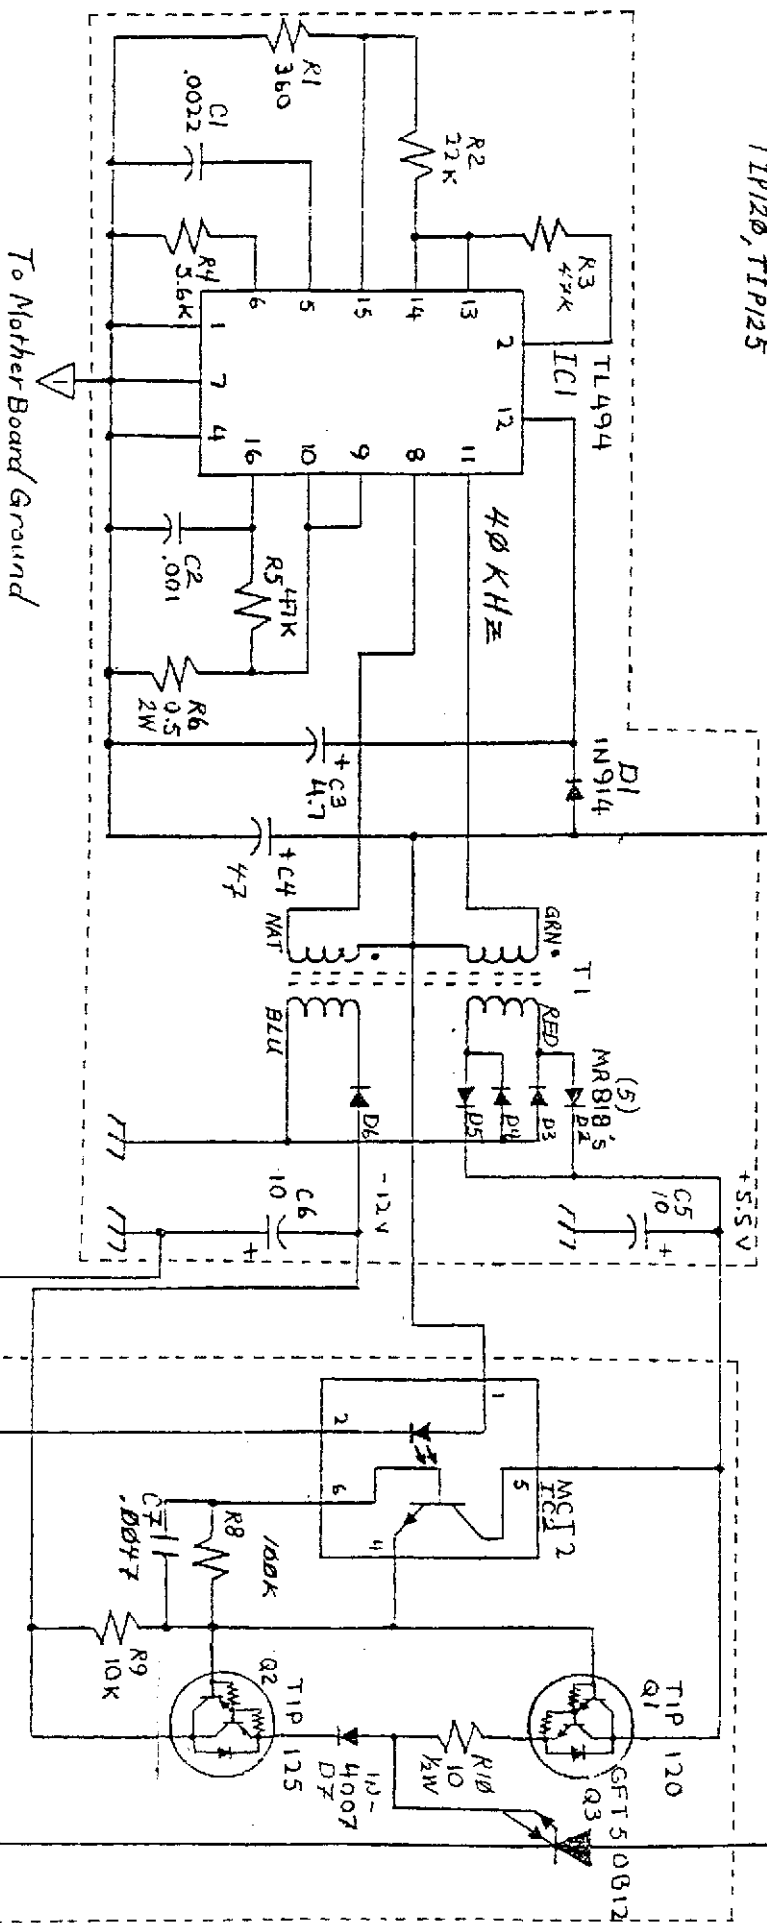 TIP120, TIP125
R1
360
C1
.0022
R2
22K
R3
47K
R4
5.6K
6
5
15
14
13
2
12
1
7
4
16
10
9
8
11
IC1
TL494
To Mother Board Ground
C2
.001
R5 47K
40 KHz
R6
0.5
2W
+ C3
4.7
D1
1N914
+ C4
47
NAT
GRN
T1
BLU
RED
(5)
MR818's
D2
D3
D4
D5
D6
-12V
C6
10
+
+5.5V
C5
10
+
1
2
6
5
4
MCT2
C7
.0047
R8
100K
R9
10K
Q2
TIP 125
1N-4007
D7
R10
10
1/2W
TIP 120
Q1
GFT50B12
Q3